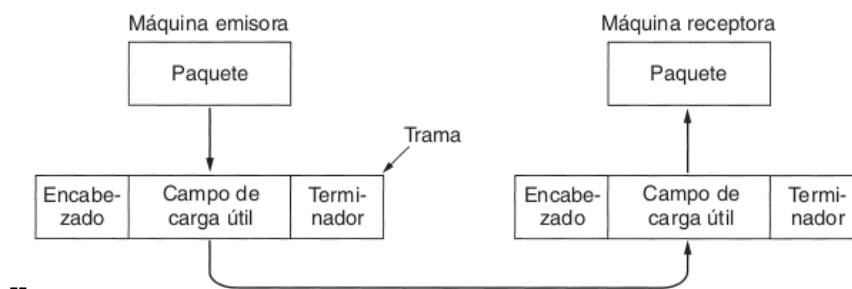 Máquina emisora
Máquina receptora
Paquete
Paquete
Trama
Encabe-
zado
Campo de
carga útil
Termi-
nador
Encabe-
zado
Campo de
carga útil
Termi-
nador